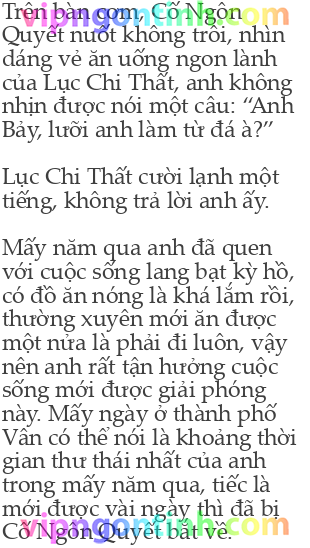 Trên bàn cơm, Cố Ngôn
Quyết nuốt không trôi, nhìn
dáng vẻ ăn uống ngon lành
của Lục Chi Thất, anh không
nhịn được nói một câu: “Anh
Bảy, lưỡi anh làm từ đá à?”
Lục Chi Thất cười lạnh một
tiếng, không trả lời anh ấy.
Mấy năm qua anh đã quen
với cuộc sống lang bạt kỳ hồ,
có đồ ăn nóng là khá lắm rồi,
thường xuyên mới ăn được
một nửa là phải đi luôn, vậy
nên anh rất tận hưởng cuộc
sống mới được giải phóng
này. Mấy ngày ở thành phố
Vân có thể nói là khoảng thời
gian thư thái nhất của anh
trong mấy năm qua, tiếc là
mới được vài ngày thì đã bị
Cố Ngôn Quyết bắt về.
vipngontinh.com
vipngontinh.com